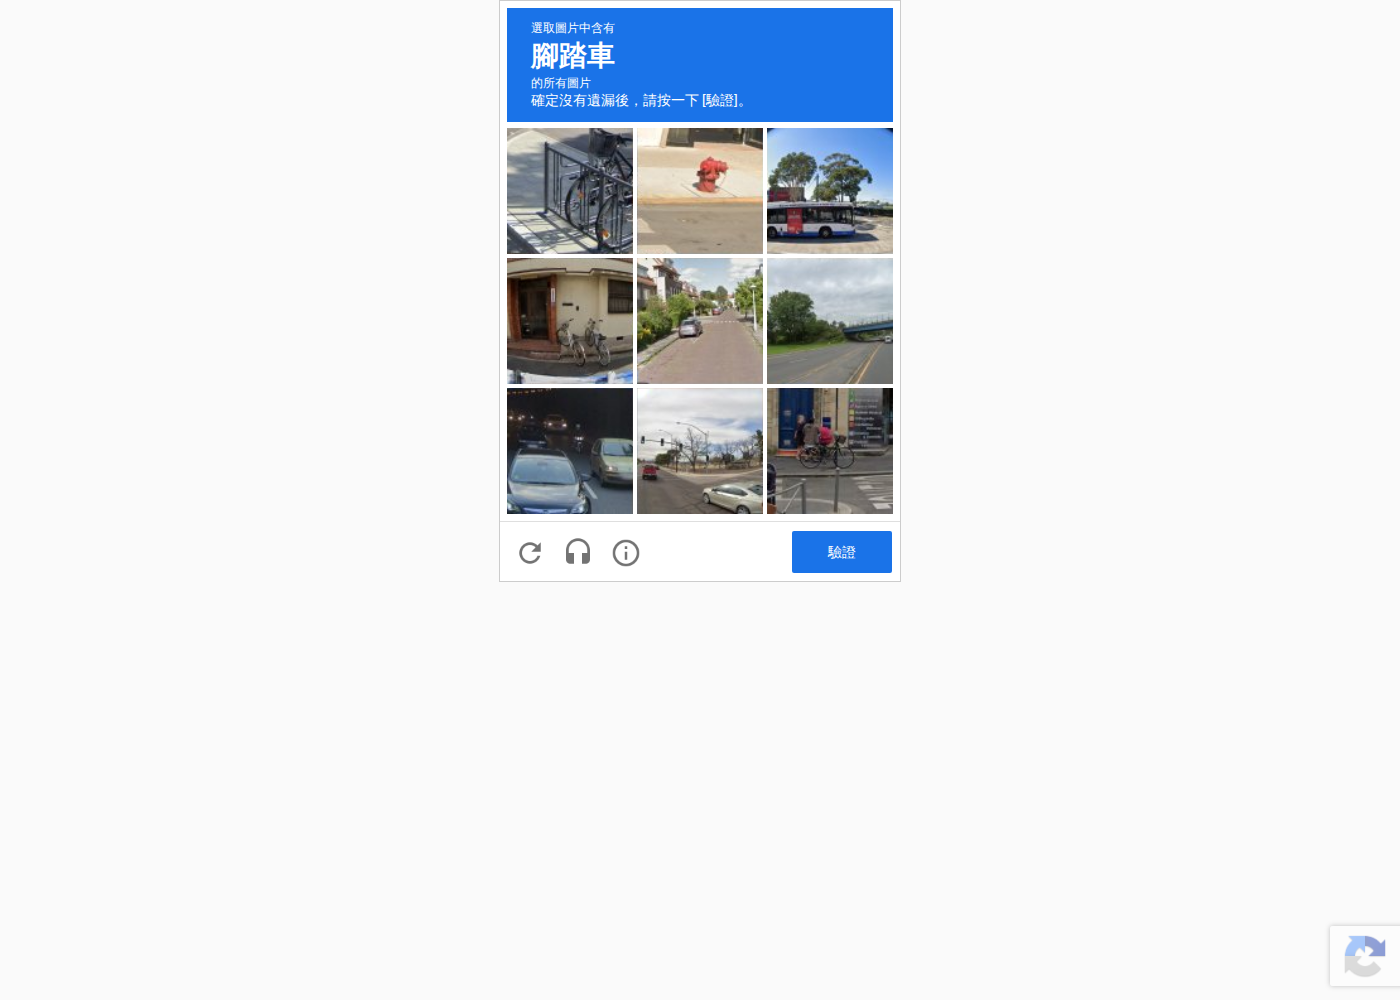 選取圖片中含有
腳踏車
的所有圖片
確定沒有遺漏後，請按一下 [驗證]。
驗證